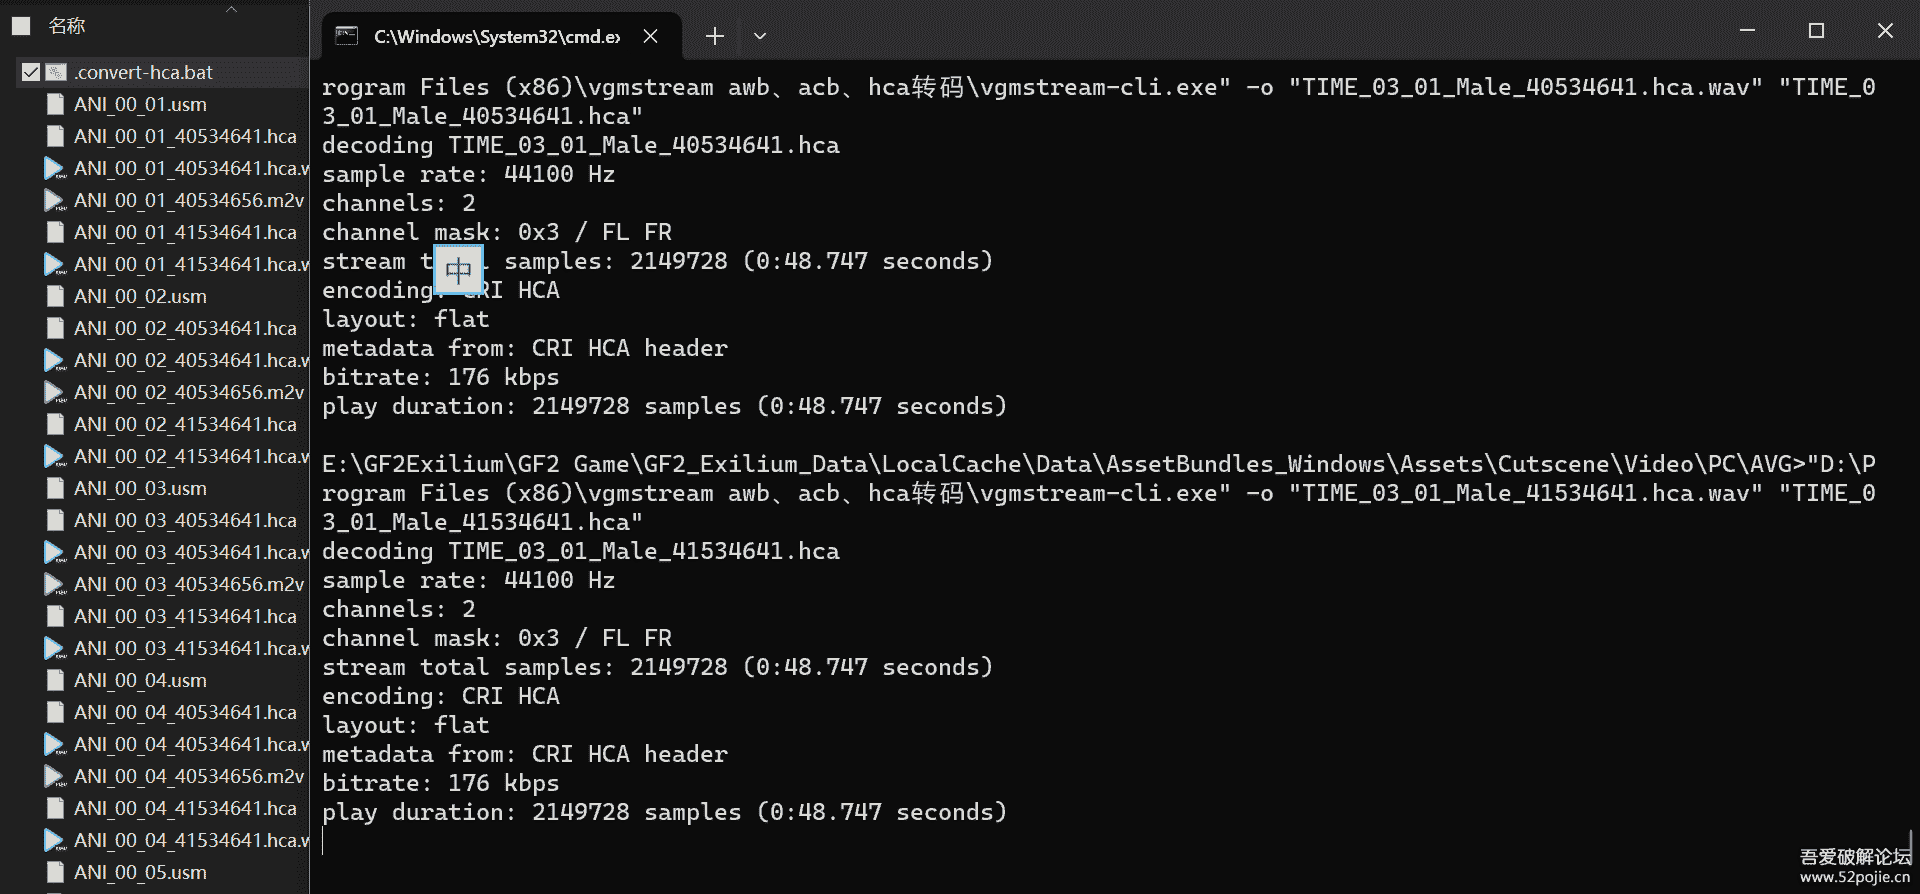 名称
.convert-hca.bat
ANI_00_01.usm
ANI_00_01_40534641.hca
ANI_00_01_40534641.hca.w
ANI_00_01_40534656.m2v
ANI_00_01_41534641.hca
ANI_00_01_41534641.hca.w
ANI_00_02.usm
ANI_00_02_40534641.hca
ANI_00_02_40534641.hca.w
ANI_00_02_40534656.m2v
ANI_00_02_41534641.hca
ANI_00_02_41534641.hca.w
ANI_00_03.usm
ANI_00_03_40534641.hca
ANI_00_03_40534641.hca.w
ANI_00_03_40534656.m2v
ANI_00_03_41534641.hca
ANI_00_03_41534641.hca.w
ANI_00_04.usm
ANI_00_04_40534641.hca
ANI_00_04_40534641.hca.w
ANI_00_04_40534656.m2v
ANI_00_04_41534641.hca
ANI_00_04_41534641.hca.w
ANI_00_05.usm
C:\Windows\System32\cmd.ex
rogram Files (x86)\vgmstream awb、acb、hca转码\vgmstream-cli.exe" -o "TIME_03_01_Male_40534641.hca.wav" "TIME_0
3_01_Male_40534641.hca"
decoding TIME_03_01_Male_40534641.hca
sample rate: 44100 Hz
channels: 2
channel mask: 0x3 / FL FR
stream t 中 l samples: 2149728 (0:48.747 seconds)
encoding: CRI HCA
layout: flat
metadata from: CRI HCA header
bitrate: 176 kbps
play duration: 2149728 samples (0:48.747 seconds)
E:\GF2Exilium\GF2 Game\GF2_Exilium_Data\LocalCache\Data\AssetBundles_Windows\Assets\Cutscene\Video\PC\AVG>"D:\P
rogram Files (x86)\vgmstream awb、acb、hca转码\vgmstream-cli.exe" -o "TIME_03_01_Male_41534641.hca.wav" "TIME_0
3_01_Male_41534641.hca"
decoding TIME_03_01_Male_41534641.hca
sample rate: 44100 Hz
channels: 2
channel mask: 0x3 / FL FR
stream total samples: 2149728 (0:48.747 seconds)
encoding: CRI HCA
layout: flat
metadata from: CRI HCA header
bitrate: 176 kbps
play duration: 2149728 samples (0:48.747 seconds)
吾爱破解论坛
www.52pojie.cn